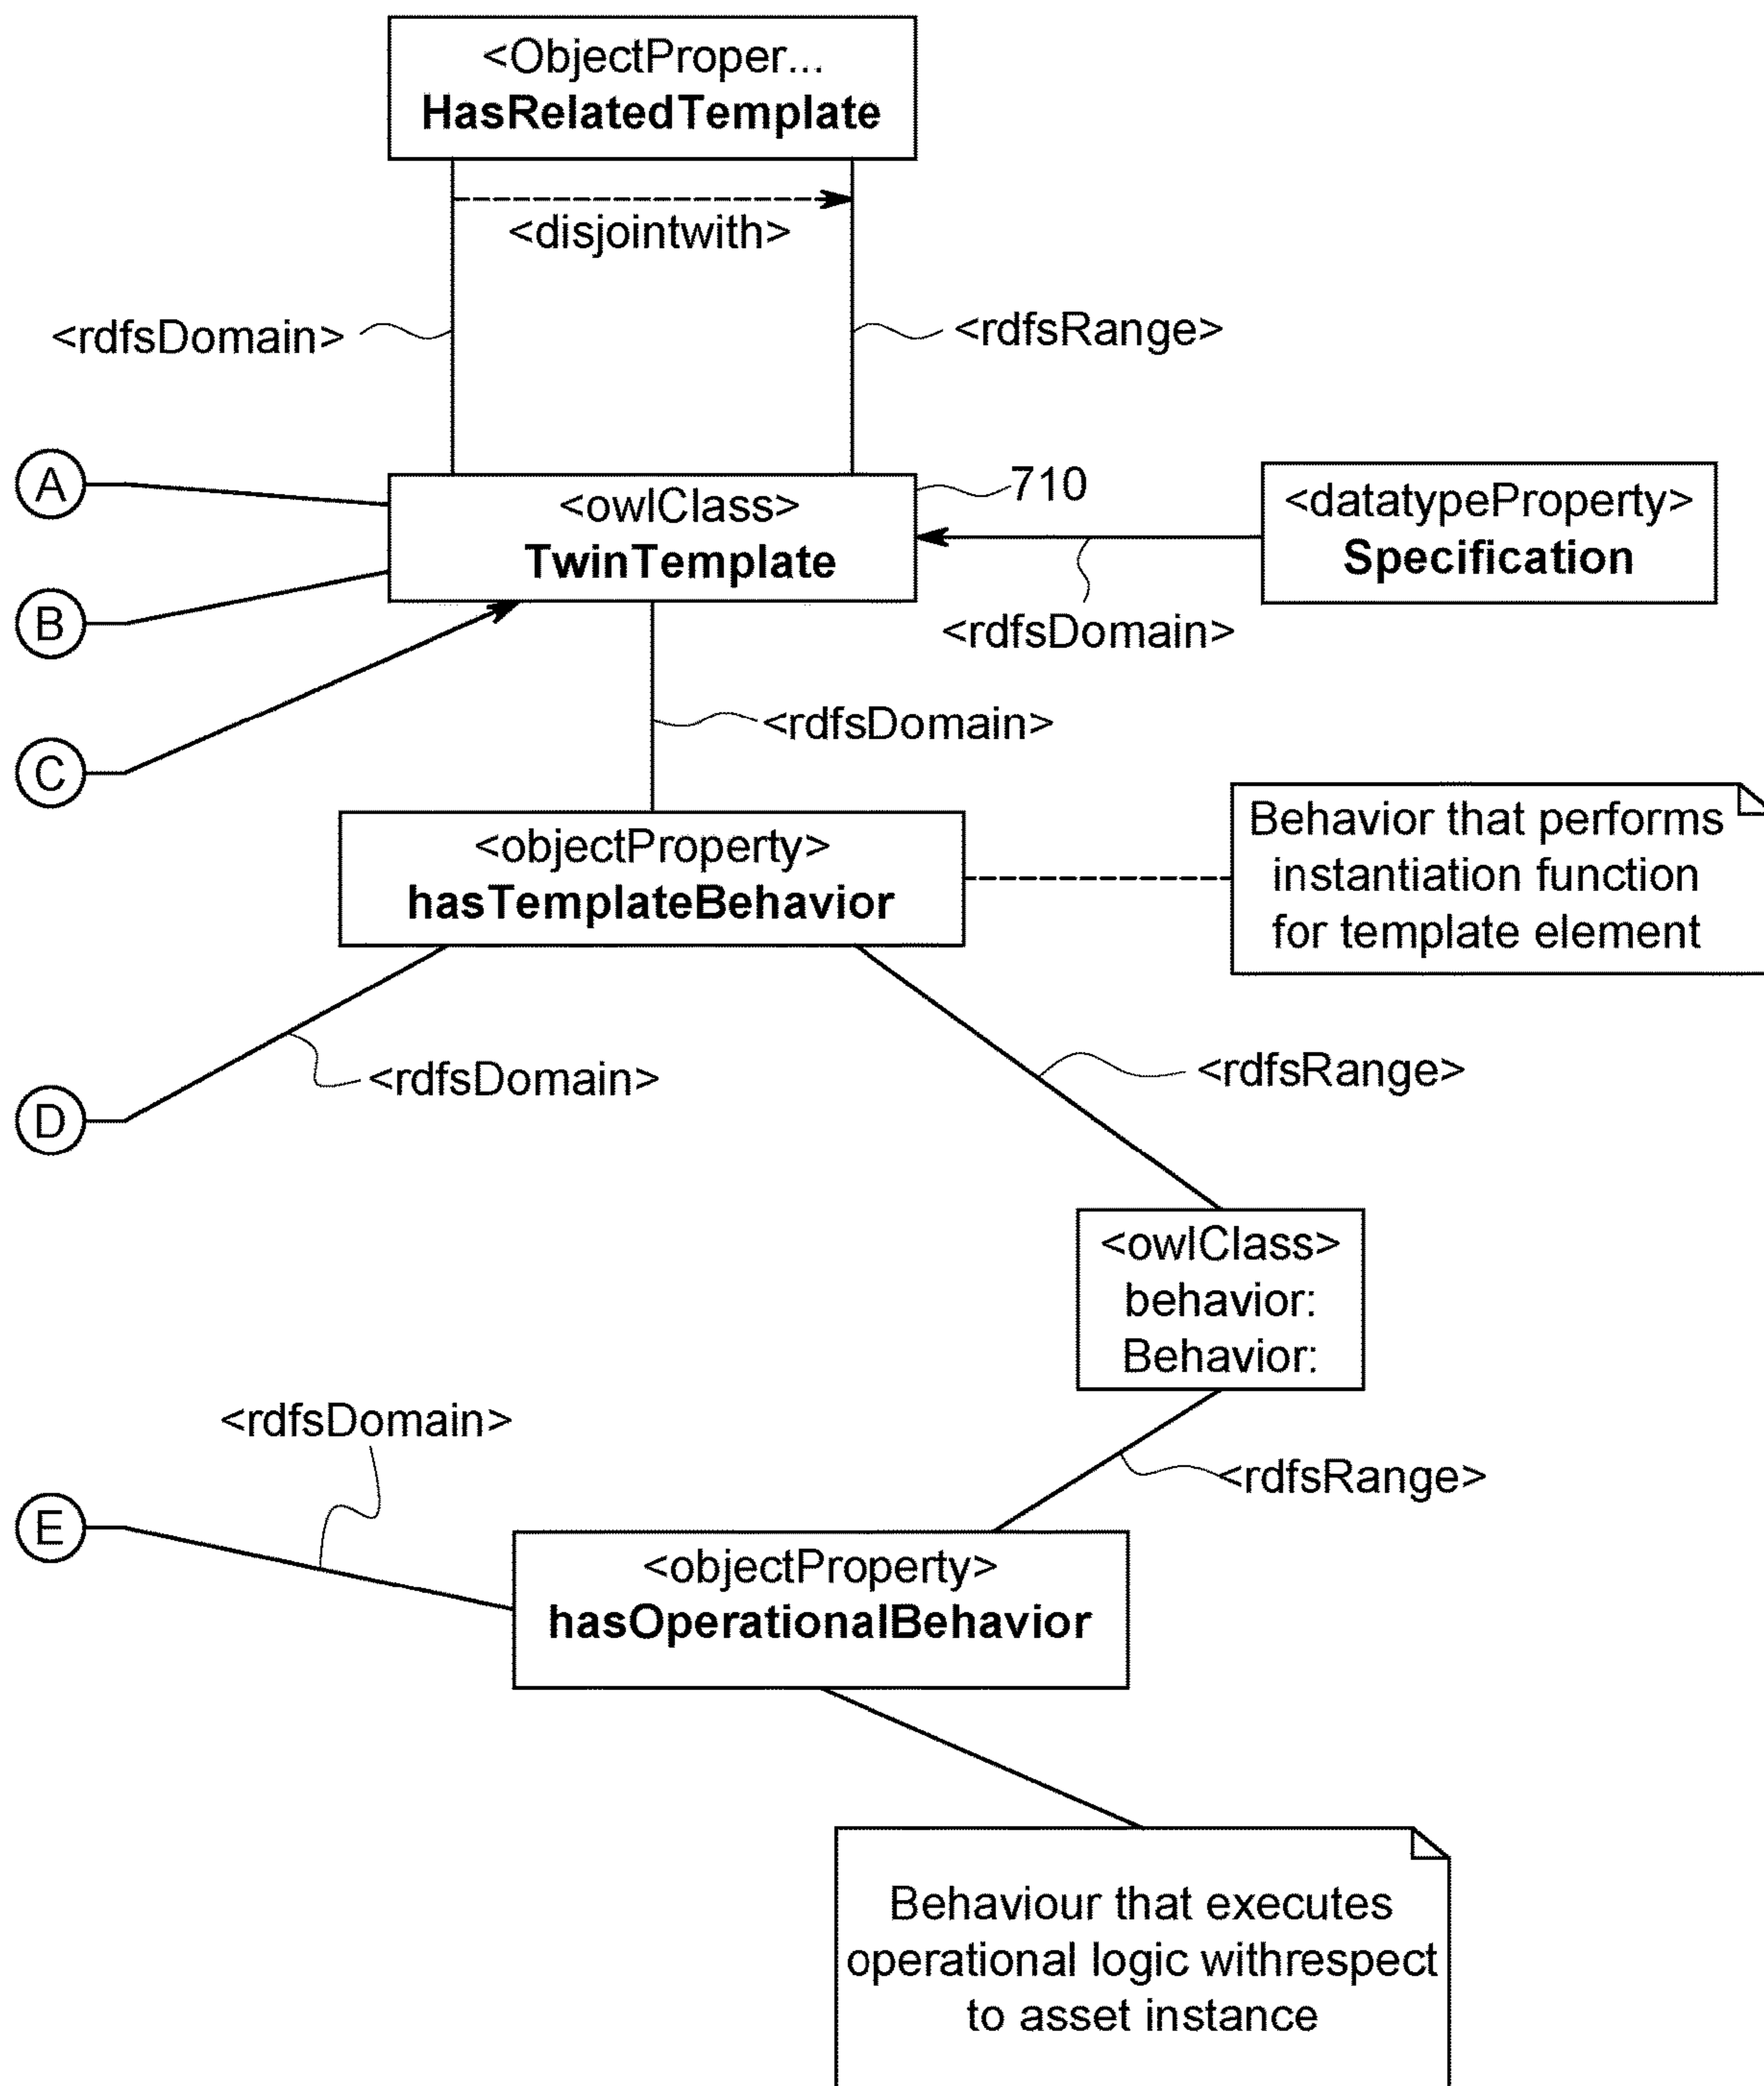 <ObjectProper...
HasRelatedTemplate
<disjointwith>
<rdfsDomain>
<rdfsRange>
A
<owlClass>
TwinTemplate
710
<datatypeProperty>
Specification
B
<rdfsDomain>
C
<rdfsDomain>
<objectProperty>
hasTemplateBehavior
Behavior that performs
instantiation function
for template element
D
<rdfsDomain>
<rdfsRange>
<owlClass>
behavior:
Behavior:
<rdfsDomain>
<rdfsRange>
E
<objectProperty>
hasOperationalBehavior
Behaviour that executes
operational logic withrespect
to asset instance